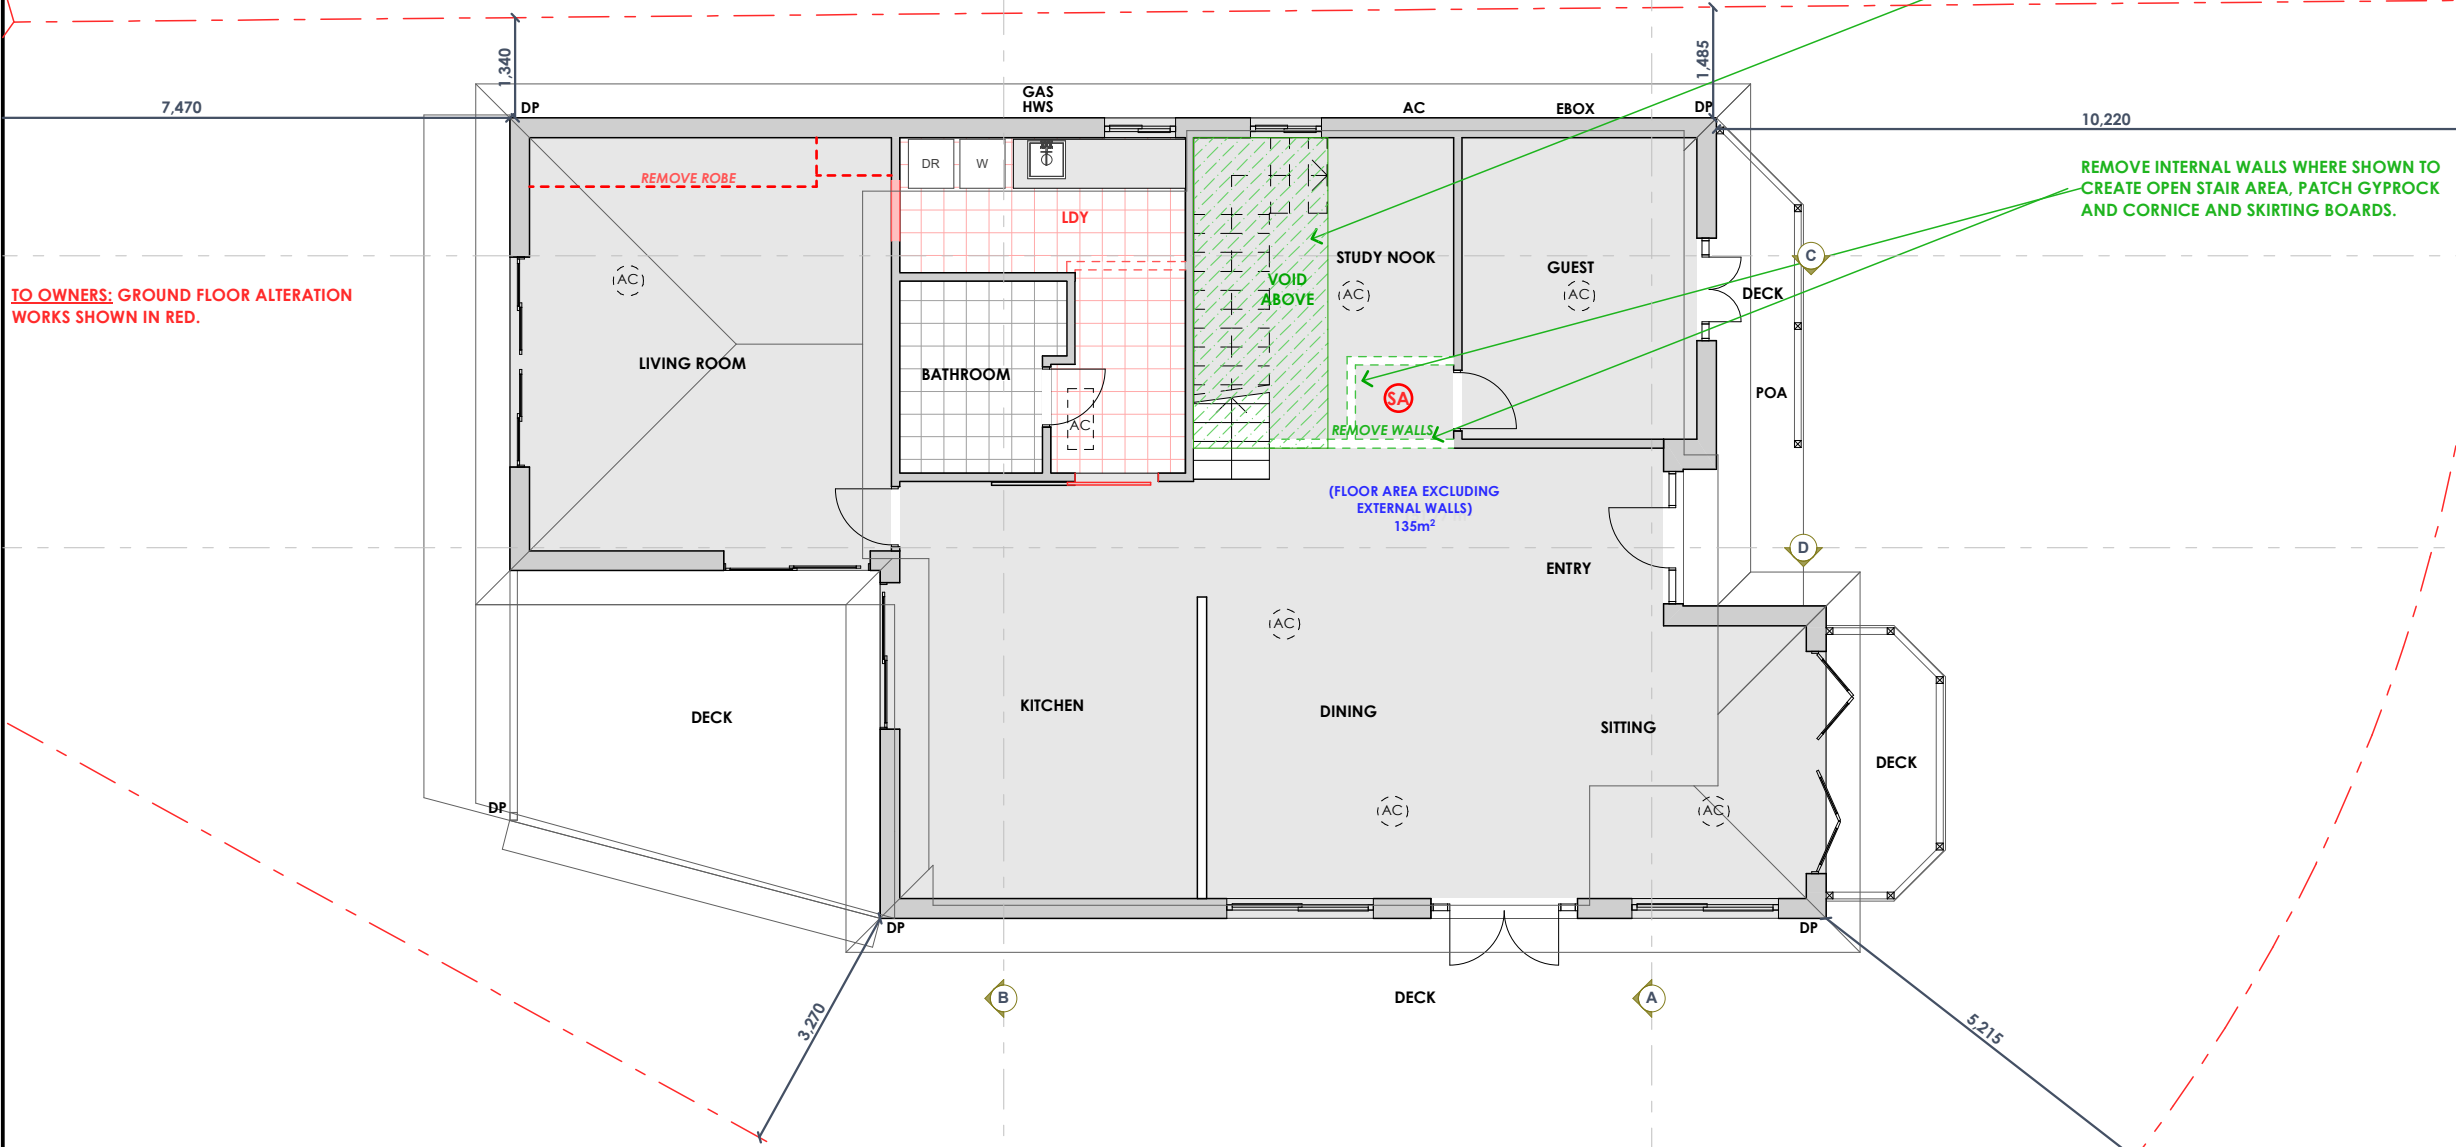 1,340
1,485
7,470
DP
GAS
HWS
AC
EBOX
DP
10,220
REMOVE ROBE
DR
W
REMOVE INTERNAL WALLS WHERE SHOWN TO
CREATE OPEN STAIR AREA, PATCH GYPROCK
AND CORNICE AND SKIRTING BOARDS.
LDY
STUDY NOOK
GUEST
C
AC
VOID
ABOVE
AC
AC
DECK
TO OWNERS: GROUND FLOOR ALTERATION
WORKS SHOWN IN RED.
LIVING ROOM
BATHROOM
SA
POA
AC
REMOVE WALLS
(FLOOR AREA EXCLUDING
EXTERNAL WALLS)
135m²
D
ENTRY
AC
KITCHEN
DINING
DECK
SITTING
DECK
DP
AC
AC
DP
DP
B
DECK
A
3,270
5,215